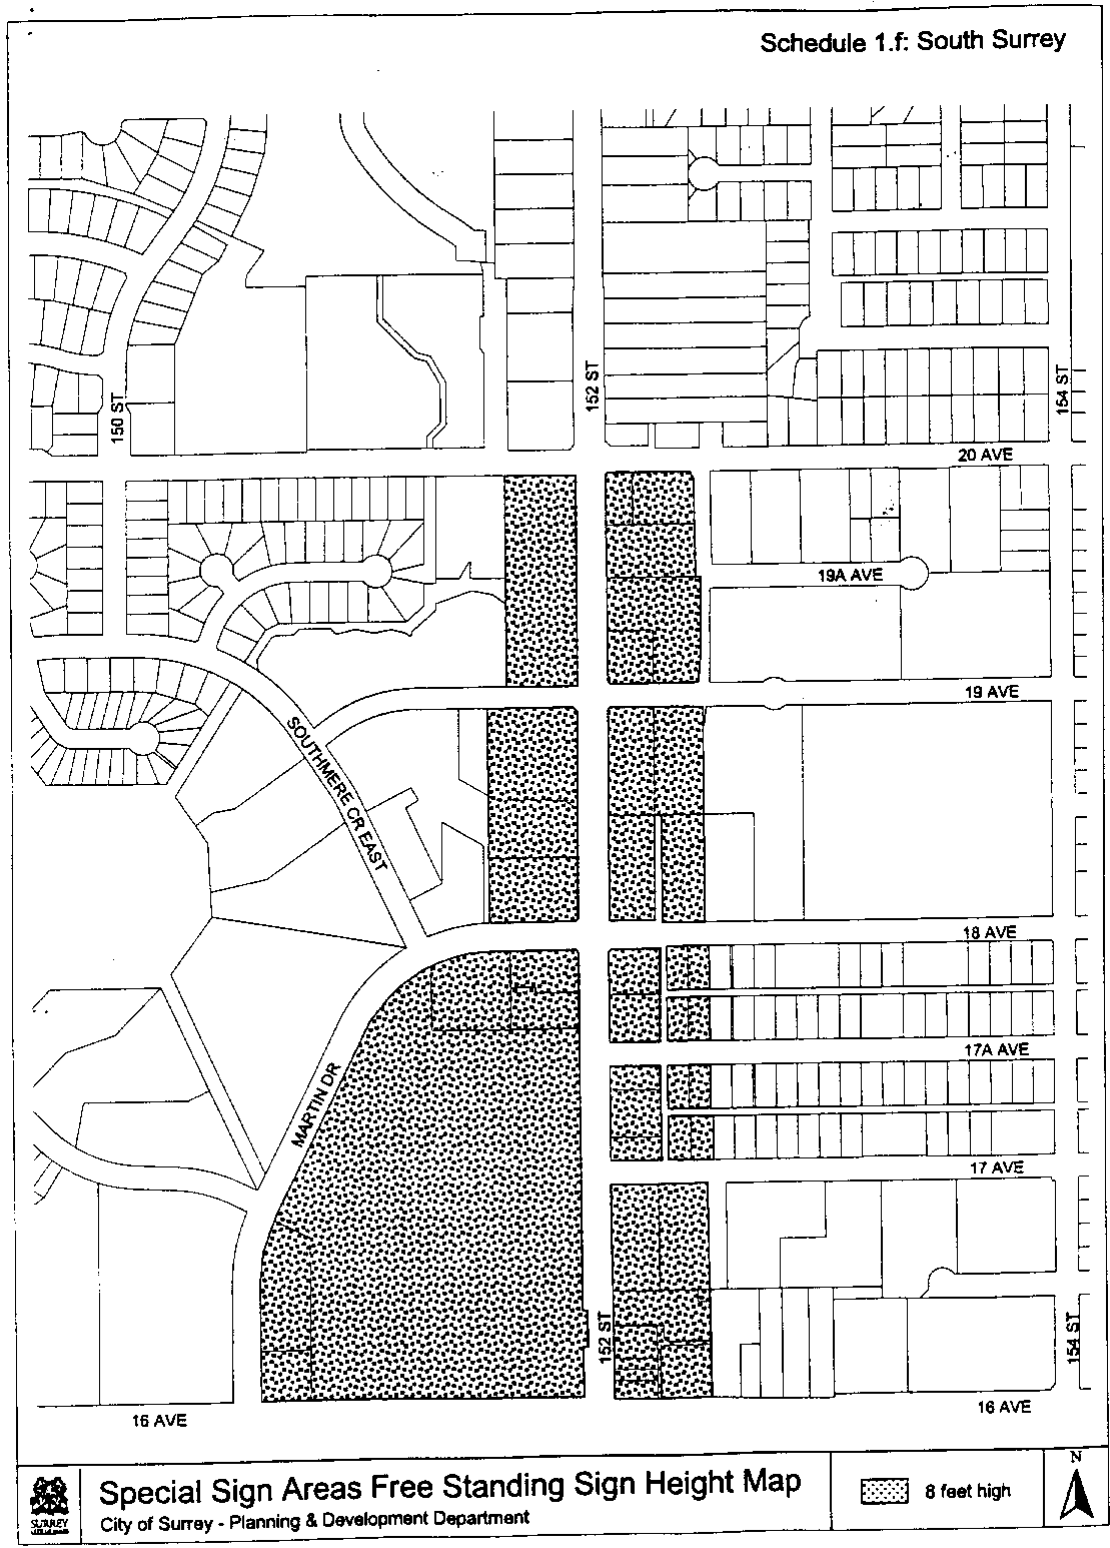 Schedule 1.f: South Surrey
150 ST
152 ST
154 ST
20 AVE
19A AVE
19 AVE
SOUTHMERE CR EAST
18 AVE
17A AVE
MARTIN DR
17 AVE
152 ST
154 ST
16 AVE
16 AVE
N
Special Sign Areas Free Standing Sign Height Map
8 feet high
SURREY
City of Surrey - Planning & Development Department